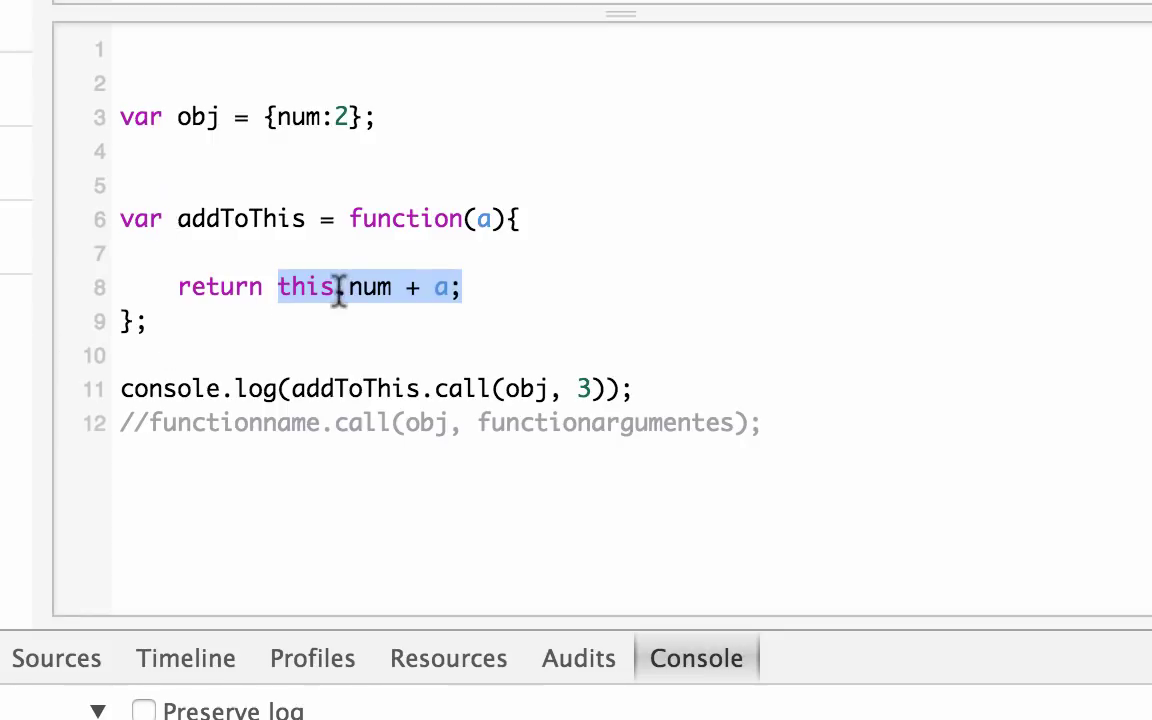 1
2
3 var obj = {num:2};
4
5
6 var addToThis = function(a){
7
8 return this.num + a;
9 };
10
11 console.log(addToThis.call(obj, 3));
12 //functionname.call(obj, functionargumentes);
Sources Timeline Profiles Resources Audits Console
▼ Preserve log